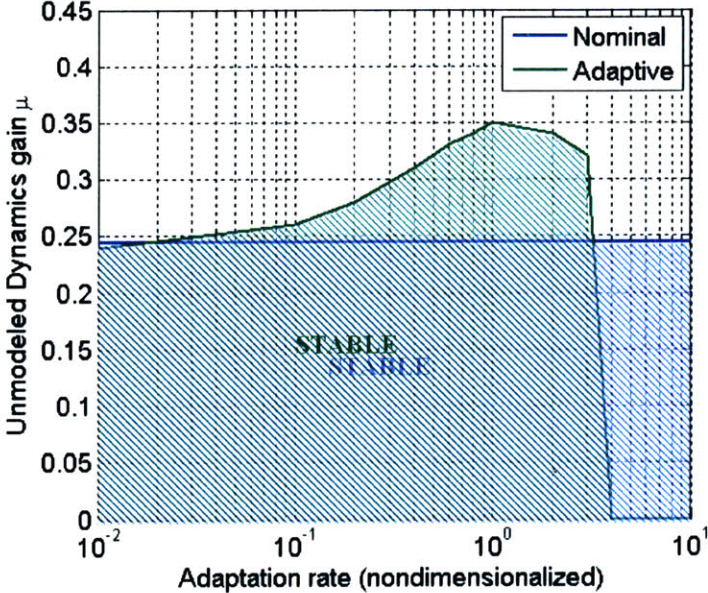 0.45
0.4
0.35
0.3
0.25
0.2
0.15
0.1
0.05
0
Unmodeled Dynamics gain μ
Nominal
Adaptive
STABLE
STABLE
10-2
10-1
100
101
Adaptation rate (nondimensionalized)